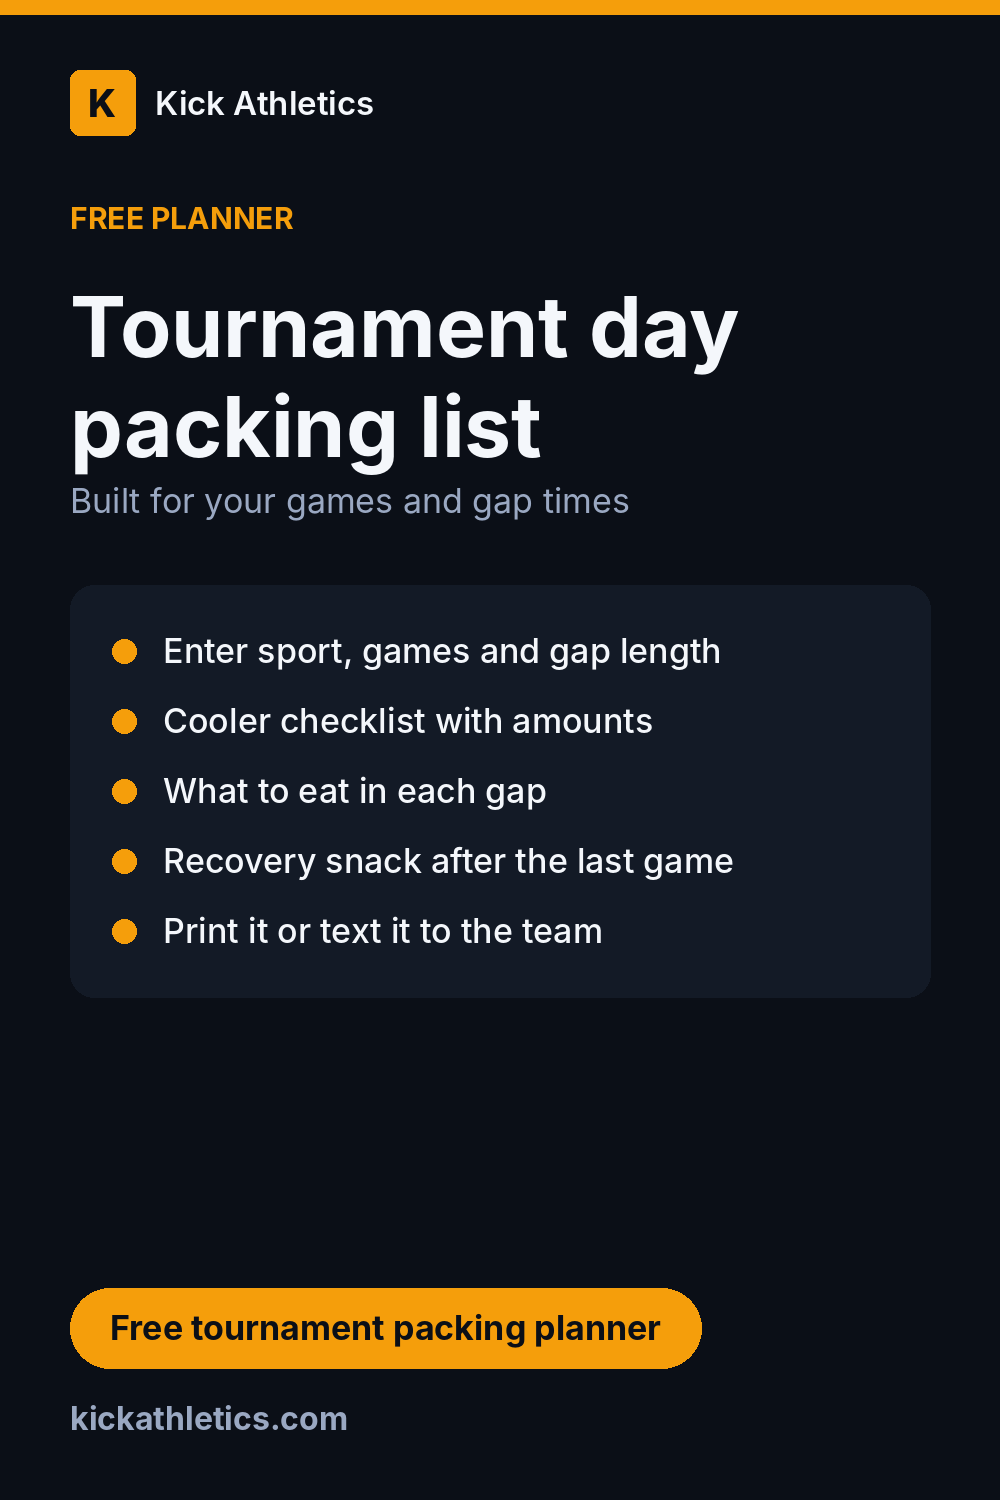 K
Kick Athletics
FREE PLANNER
Tournament day
packing list
Built for your games and gap times
Enter sport, games and gap length
Cooler checklist with amounts
What to eat in each gap
Recovery snack after the last game
Print it or text it to the team
Free tournament packing planner
kickathletics.com